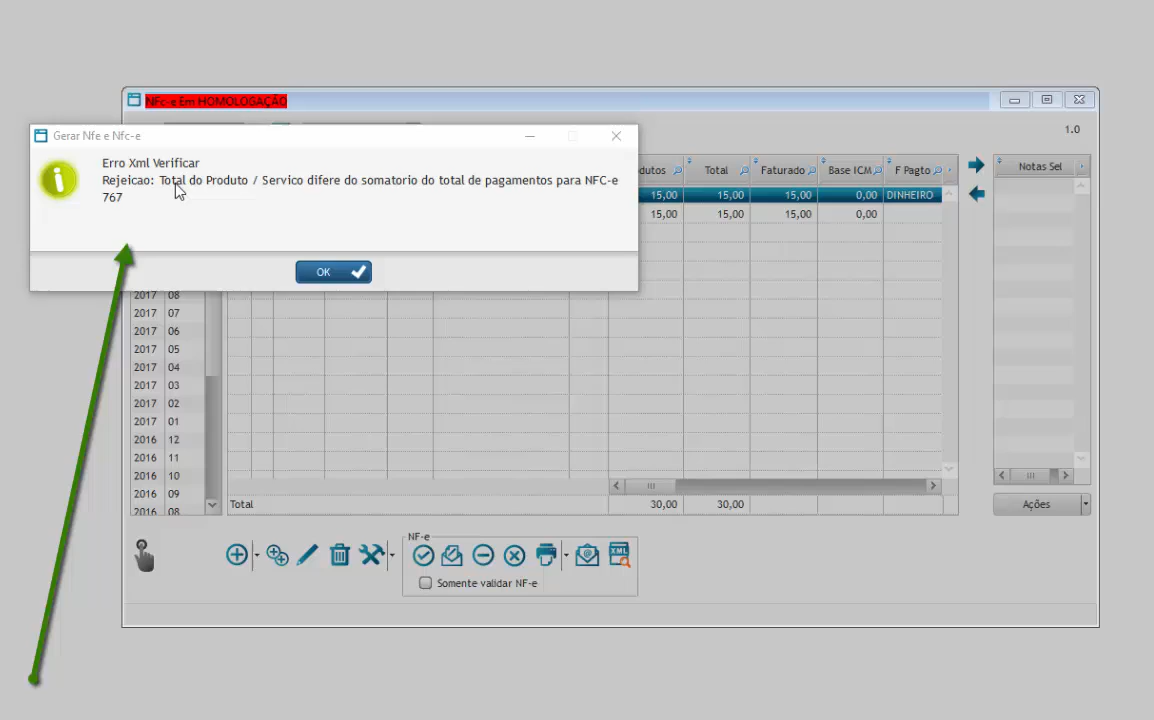 NFc-e Em HOMOLOGAÇÃO
Gerar Nfe e Nfc-e
1.0
Erro Xml Verificar
Rejeicao: Total do Produto / Servico difere do somatorio do total de pagamentos para NFC-e
767
OK
dutos Total Faturado Base ICM F Pagto Notas Sel
15,00 15,00 15,00 0,00 DINHEIRO
15,00 15,00 15,00 0,00
2017 08
2017 07
2017 06
2017 05
2017 04
2017 03
2017 02
2017 01
2016 12
2016 11
2016 10
2016 09
2016 08
Total 30,00 30,00
Ações
NF-e
XML
Somente validar NF-e